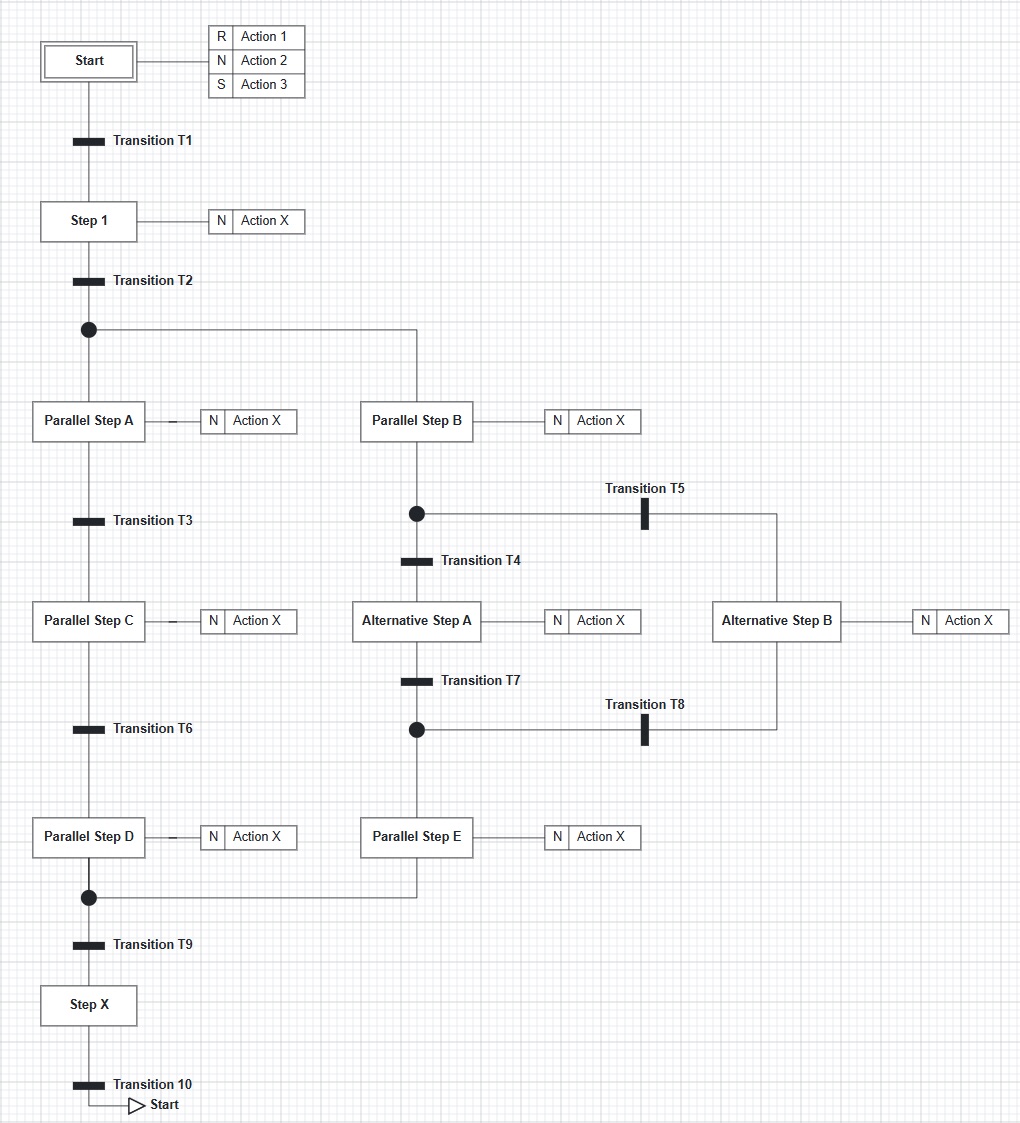 R Action 1
Start N Action 2
S Action 3
Transition T1
Step 1 N Action X
Transition T2
Parallel Step A N Action X Parallel Step B N Action X
Transition T5
Transition T3
Transition T4
Parallel Step C N Action X Alternative Step A N Action X Alternative Step B N Action X
Transition T7
Transition T8
Transition T6
Parallel Step D N Action X Parallel Step E N Action X
Transition T9
Step X
Transition 10
Start